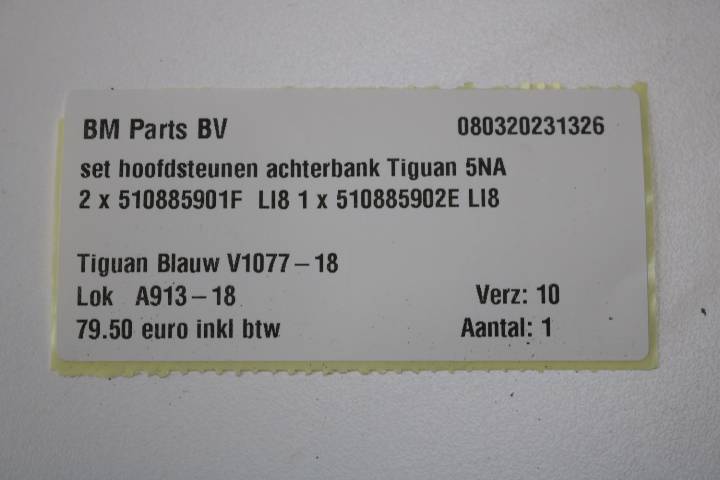 BM Parts BV 080320231326
set hoofdsteunen achterbank Tiguan 5NA
2 x 510885901F LI8 1 x 510885902E LI8
Tiguan Blauw V1077-18
Lok A913-18 Verz: 10
79.50 euro inkl btw Aantal: 1